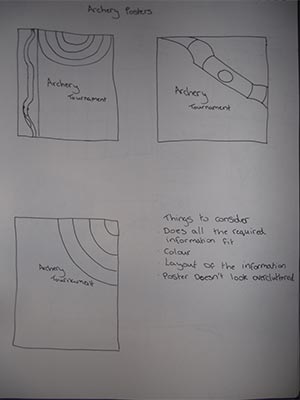 Archery Posters
Archery
Tournament
Archery
Tournament
Archery
Tournament
Things to consider
Does all the required
information fit
Colour
Layout of the information
Poster Doesn't look overcluttered